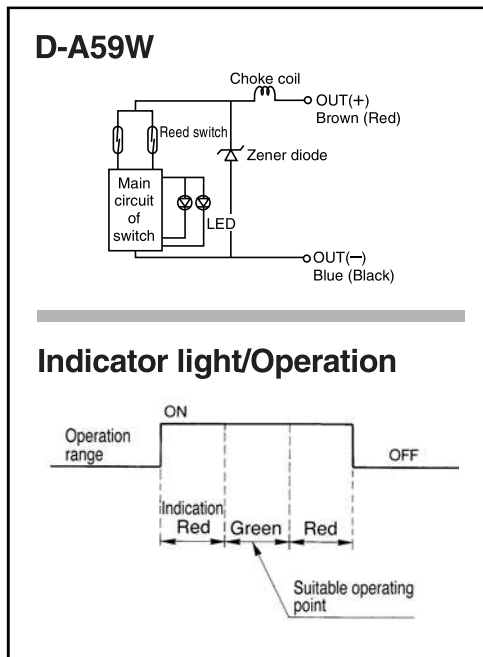 D-A59W
Choke coil
OUT(+)
Brown (Red)
Reed switch
Zener diode
Main
circuit
of
switch
LED
OUT(−)
Blue (Black)
Indicator light/Operation
ON
Operation
range
OFF
Indication
Red
Green
Red
Suitable operating
point